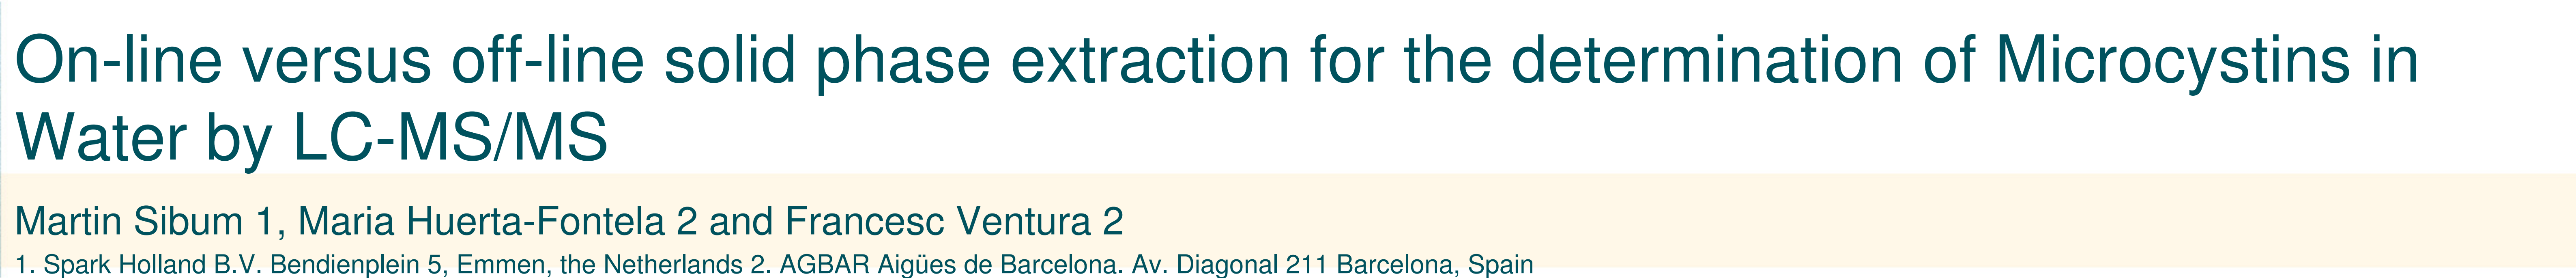 On-line versus off-line solid phase extraction for the determination of Microcystins in
Water by LC-MS/MS
Martin Sibum 1, Maria Huerta-Fontela 2 and Francesc Ventura 2
1. Spark Holland B.V. Bendienplein 5, Emmen, the Netherlands 2. AGBAR Aigües de Barcelona. Av. Diagonal 211 Barcelona, Spain